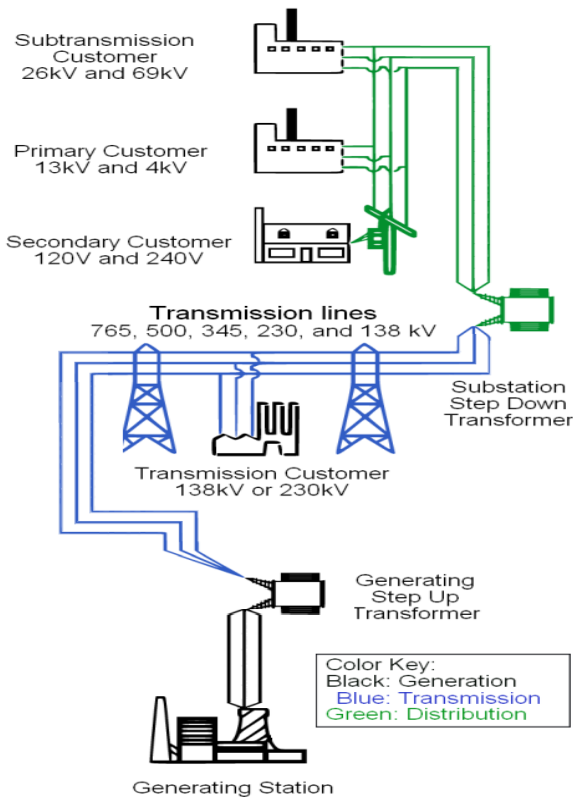 Subtransmission
Customer
26kV and 69kV
Primary Customer
13kV and 4kV
Secondary Customer
120V and 240V
Transmission lines
765, 500, 345, 230, and 138 kV
Substation
Step Down
Transformer
Transmission Customer
138kV or 230kV
Generating
Step Up
Transformer
Color Key:
Black: Generation
Blue: Transmission
Green: Distribution
Generating Station